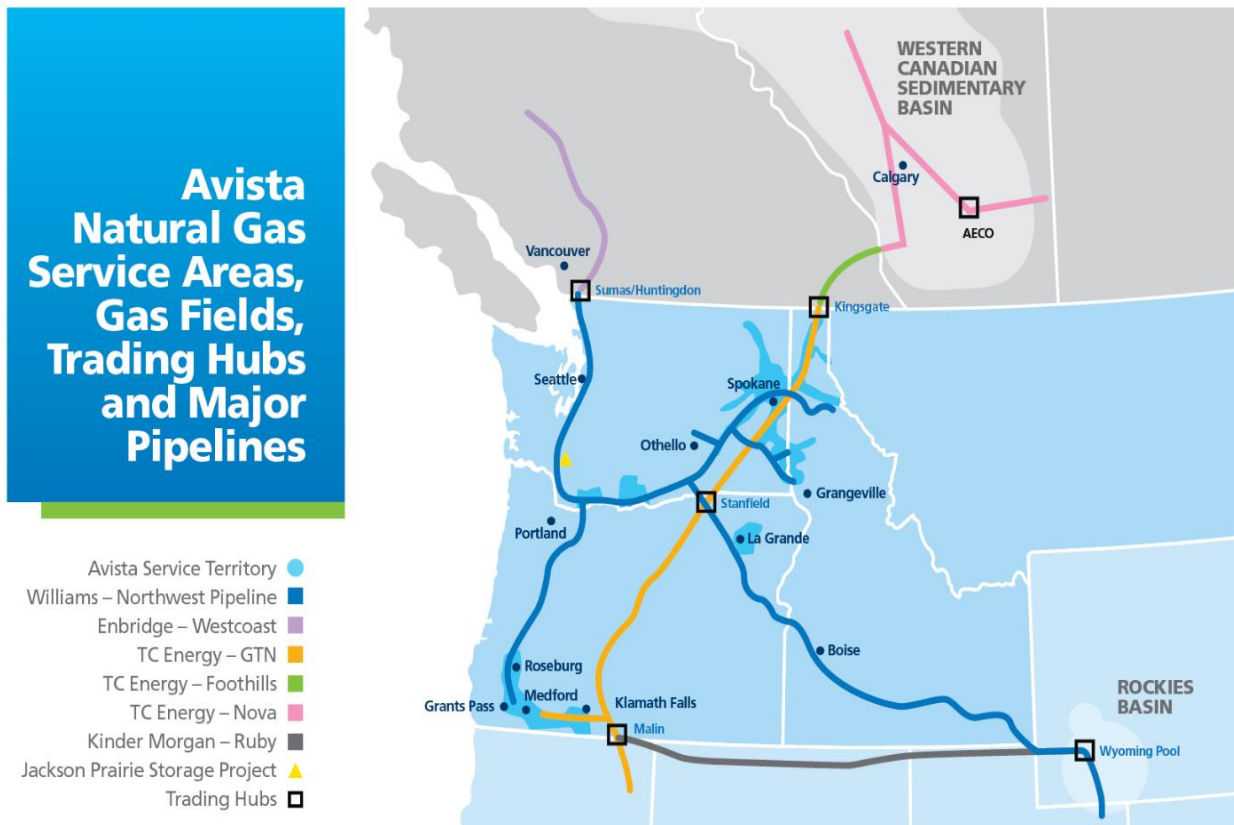 Avista
Natural Gas
Service Areas,
Gas Fields,
Trading Hubs
and Major
Pipelines
Avista Service Territory
Williams – Northwest Pipeline
Enbridge – Westcoast
TC Energy – GTN
TC Energy – Foothills
TC Energy – Nova
Kinder Morgan – Ruby
Jackson Prairie Storage Project
Trading Hubs
WESTERN
CANADIAN
SEDIMENTARY
BASIN
Calgary
AECO
Vancouver
Sumas/Huntingdon
Kingsgate
Seattle
Spokane
Othello
Grangeville
Stanfield
Portland
La Grande
Boise
Roseburg
Medford
Klamath Falls
Grants Pass
Malin
ROCKIES
BASIN
Wyoming Pool